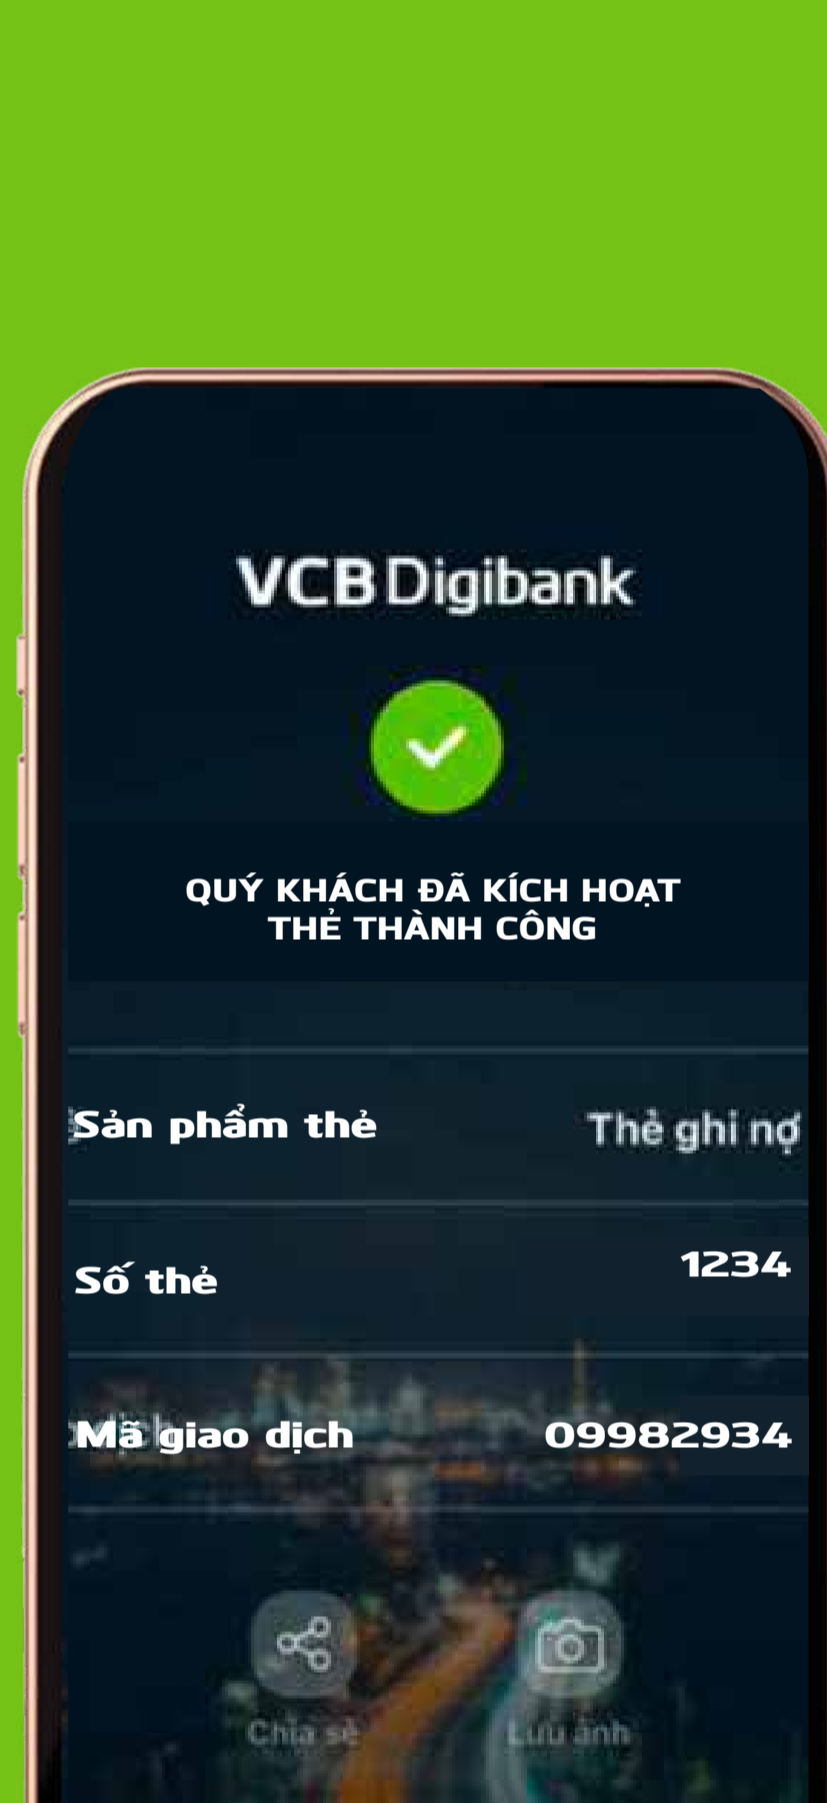 VCB Digibank
QUÝ KHÁCH ĐÃ KÍCH HOẠT
THẺ THÀNH CÔNG
Sản phẩm thẻ
Thẻ ghi nợ
Số thẻ
1234
Mã giao dịch
09982934
Chia sẻ
Lưu ảnh